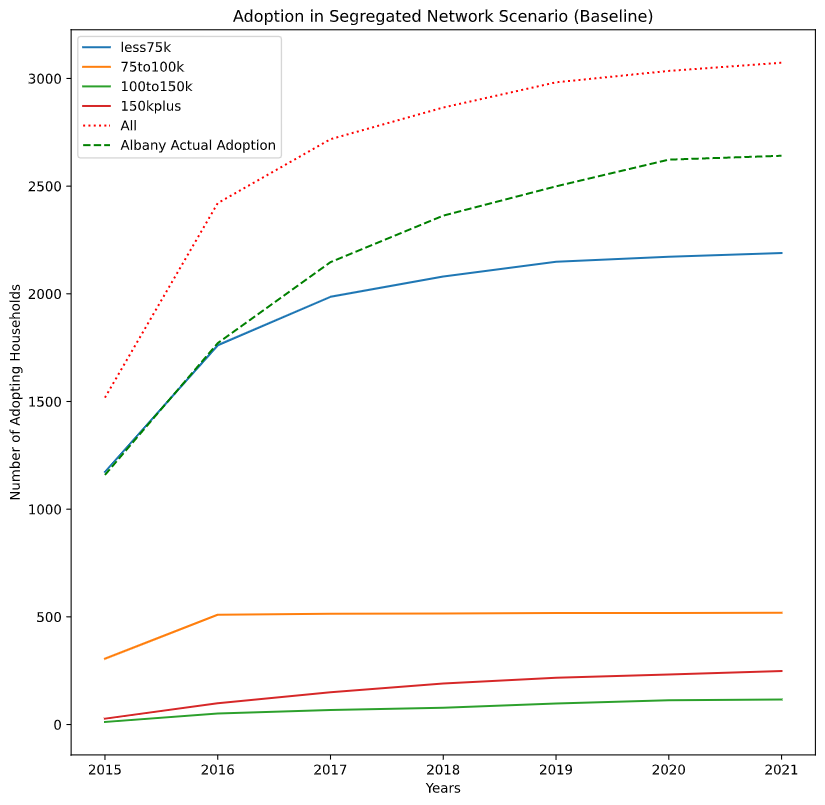 Adoption in Segregated Network Scenario (Baseline)
less75k
75to100k
100to150k
150kplus
All
Albany Actual Adoption
3000
2500
2000
1500
1000
500
0
Number of Adopting Households
2015 2016 2017 2018 2019 2020 2021
Years